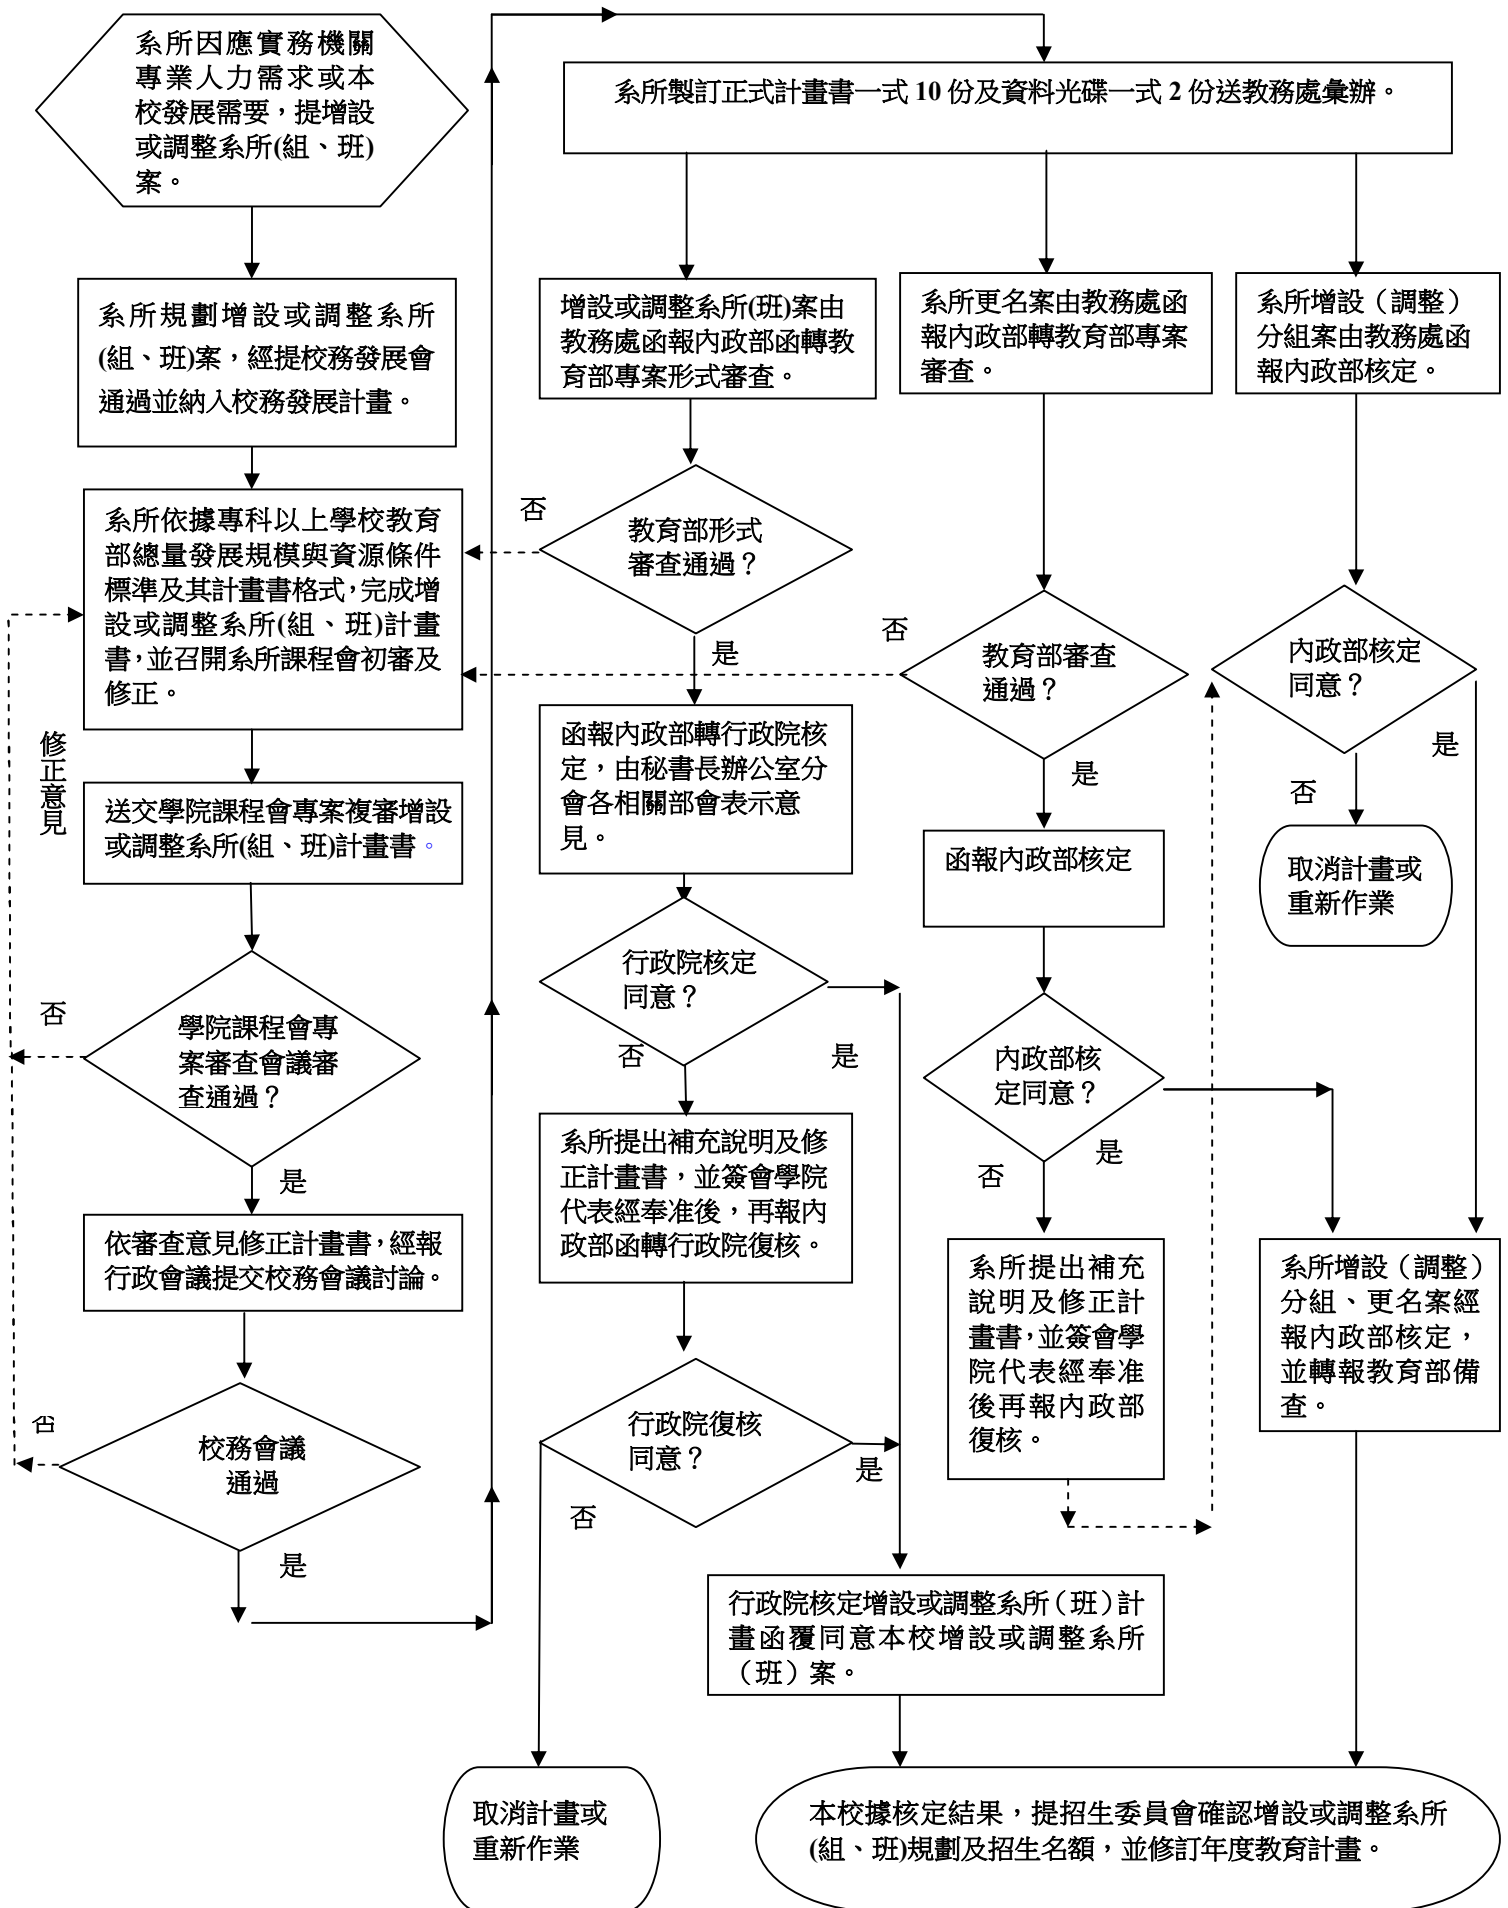 系所因應實務機關
專業人力需求或本
校發展需要，提增設
或調整系所(組、班)
案。
系所規劃增設或調整系所
(組、班)案，經提校務發展會
通過並納入校務發展計畫。
系所依據專科以上學校教育
部總量發展規模與資源條件
標準及其計畫書格式，完成增
設或調整系所(組、班)計畫
書，並召開系所課程會初審及
修正。
修正意見
送交學院課程會專案複審增設
或調整系所(組、班)計畫書。
否
學院課程會專
案審查會議審
查通過？
是
依審查意見修正計畫書，經報
行政會議提交校務會議討論。
否
校務會議
通過
是
系所製訂正式計畫書一式 10 份及資料光碟一式 2 份送教務處彙辦。
增設或調整系所(班)案由
教務處函報內政部函轉教
育部專案形式審查。
否
教育部形式
審查通過？
是
函報內政部轉行政院核
定，由秘書長辦公室分
會各相關部會表示意
見。
行政院核定
同意？
否
是
系所提出補充說明及修
正計畫書，並簽會學院
代表經奉准後，再報內
政部函轉行政院復核。
行政院復核
同意？
是
否
行政院核定增設或調整系所（班）計
畫函覆同意本校增設或調整系所
（班）案。
取消計畫或
重新作業
系所更名案由教務處函
報內政部轉教育部專案
審查。
否
教育部審查
通過？
是
函報內政部核定
內政部核
定同意？
是
否
系所提出補充
說明及修正計
畫書，並簽會學
院代表經奉准
後再報內政部
復核。
系所增設（調整）
分組案由教務處函
報內政部核定。
內政部核定
同意？
是
否
取消計畫或
重新作業
系所增設（調整）
分組、更名案經
報內政部核定，
並轉報教育部備
查。
本校據核定結果，提招生委員會確認增設或調整系所
(組、班)規劃及招生名額，並修訂年度教育計畫。